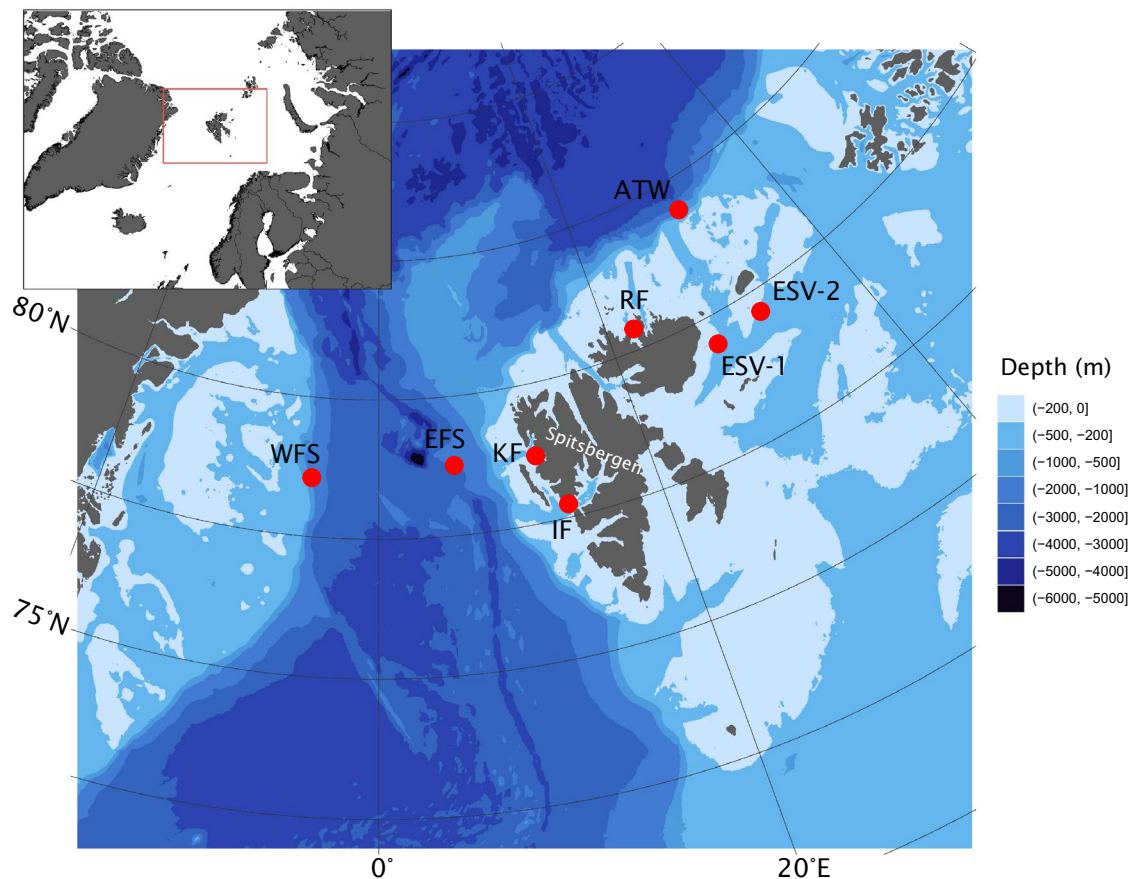 ATW
RF
ESV-2
80°N
ESV-1
Depth (m)
(−200, 0]
(−500, −200]
WFS
EFS
KF
Spitsbergen
(−1000, −500]
(−2000, −1000]
(−3000, −2000]
(−4000, −3000]
(−5000, −4000]
(−6000, −5000]
IF
75°N
0°
20°E